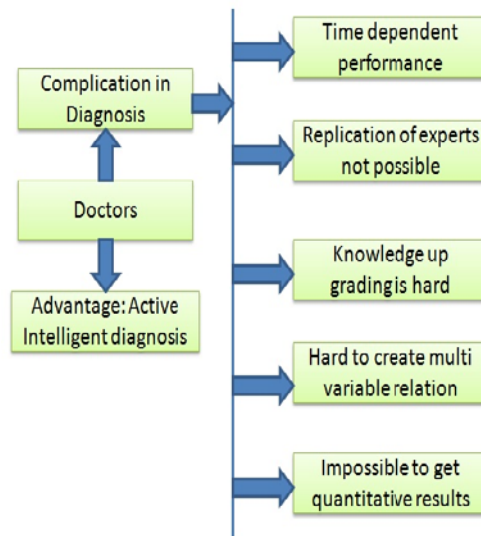 Complication in
Diagnosis
Doctors
Advantage: Active
Intelligent diagnosis
Time dependent
performance
Replication of experts
not possible
Knowledge up
grading is hard
Hard to create multi
variable relation
Impossible to get
quantitative results